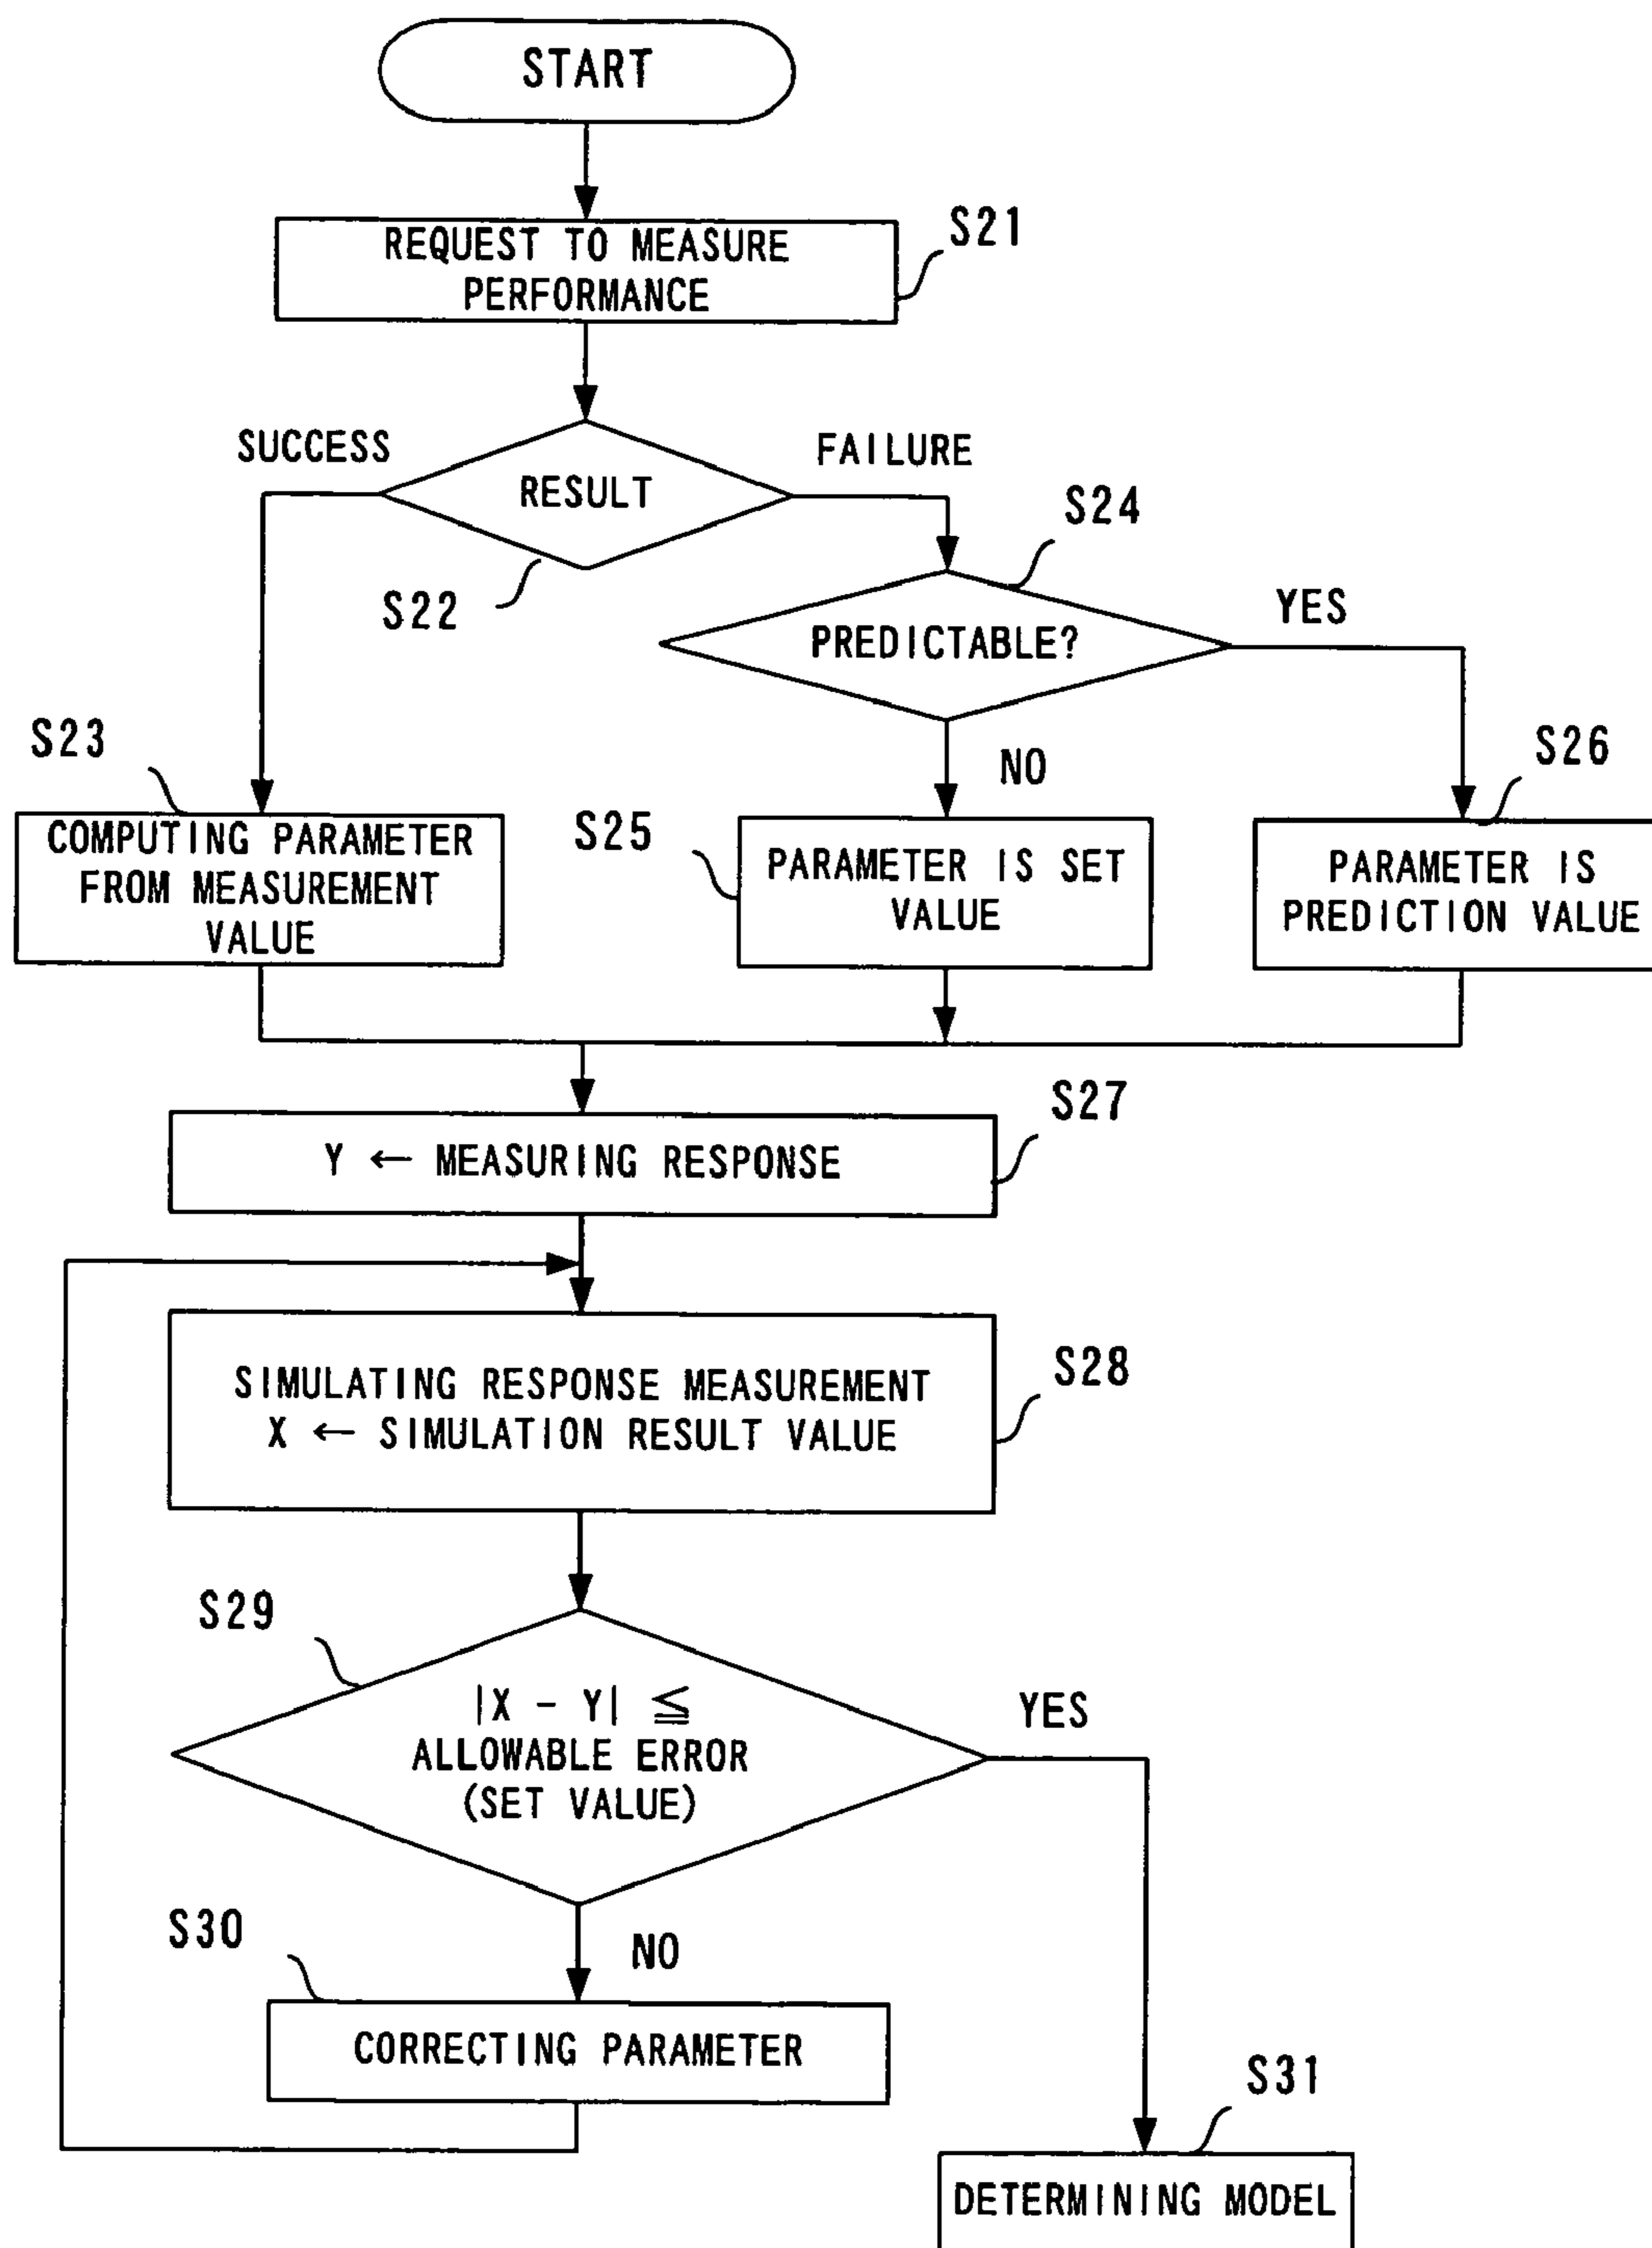 START
REQUEST TO MEASURE
PERFORMANCE
S21
SUCCESS
FAILURE
RESULT
S22
S24
PREDICTABLE?
YES
NO
S23
COMPUTING PARAMETER
FROM MEASUREMENT
VALUE
S25
PARAMETER IS SET
VALUE
S26
PARAMETER IS
PREDICTION VALUE
Y ← MEASURING RESPONSE
S27
SIMULATING RESPONSE MEASUREMENT
X ← SIMULATION RESULT VALUE
S28
S29
|X - Y| ≦
ALLOWABLE ERROR
(SET VALUE)
YES
NO
S30
CORRECTING PARAMETER
S31
DETERMINING MODEL